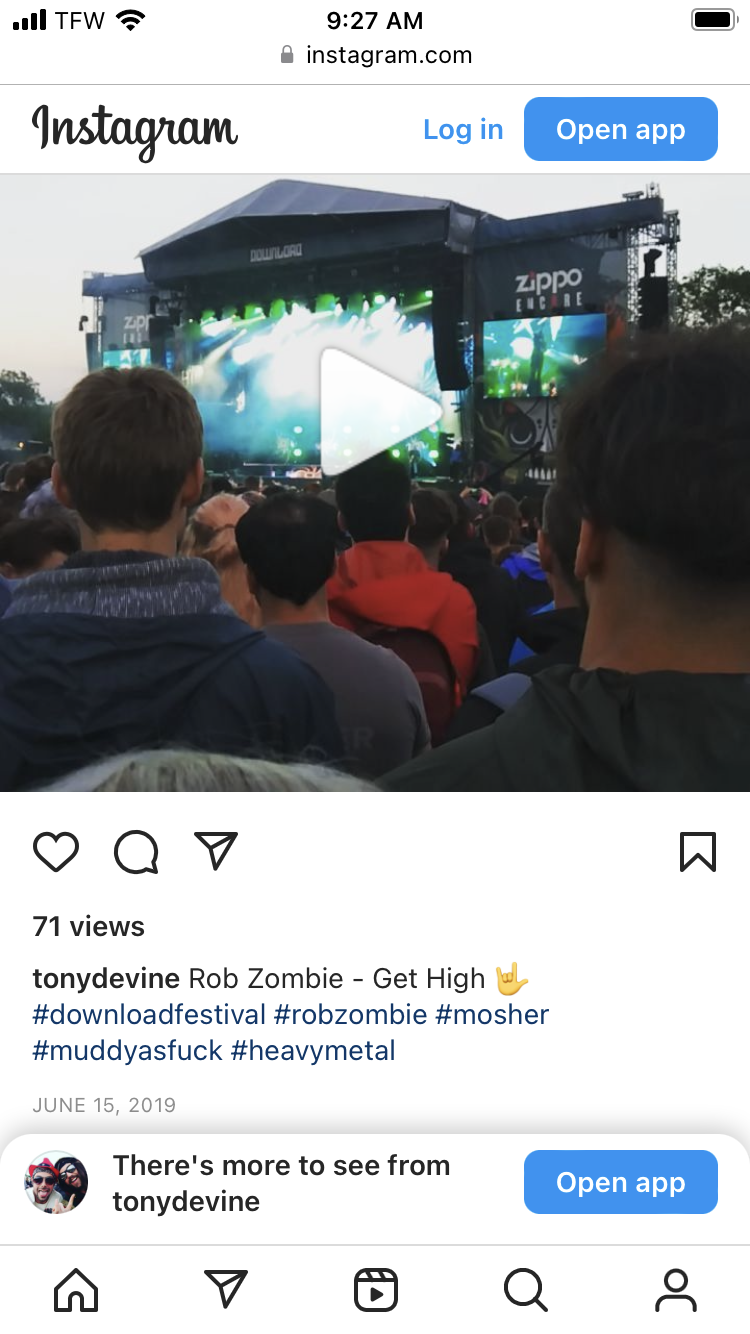 TFW 9:27 AM
instagram.com
Instagram Log in Open app
DOWNLOAD
zippo
ENCORE
71 views
tonydevine Rob Zombie - Get High 🤟
#downloadfestival #robzombie #mosher
#muddyasfuck #heavymetal
JUNE 15, 2019
There's more to see from
tonydevine
Open app